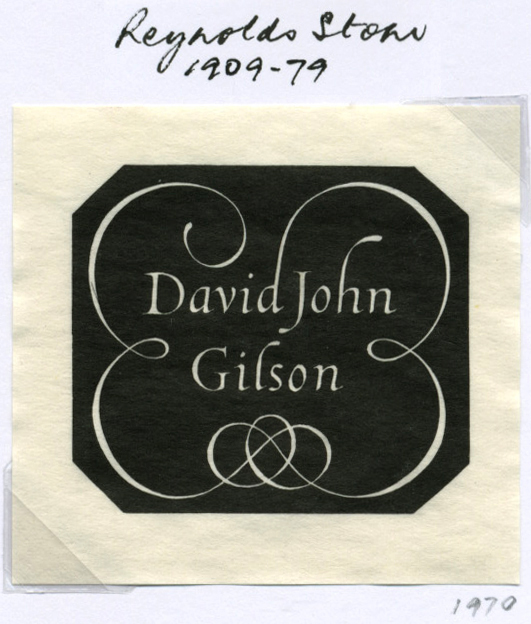 Reynolds Stone
1909-79
David John
Gilson
1970